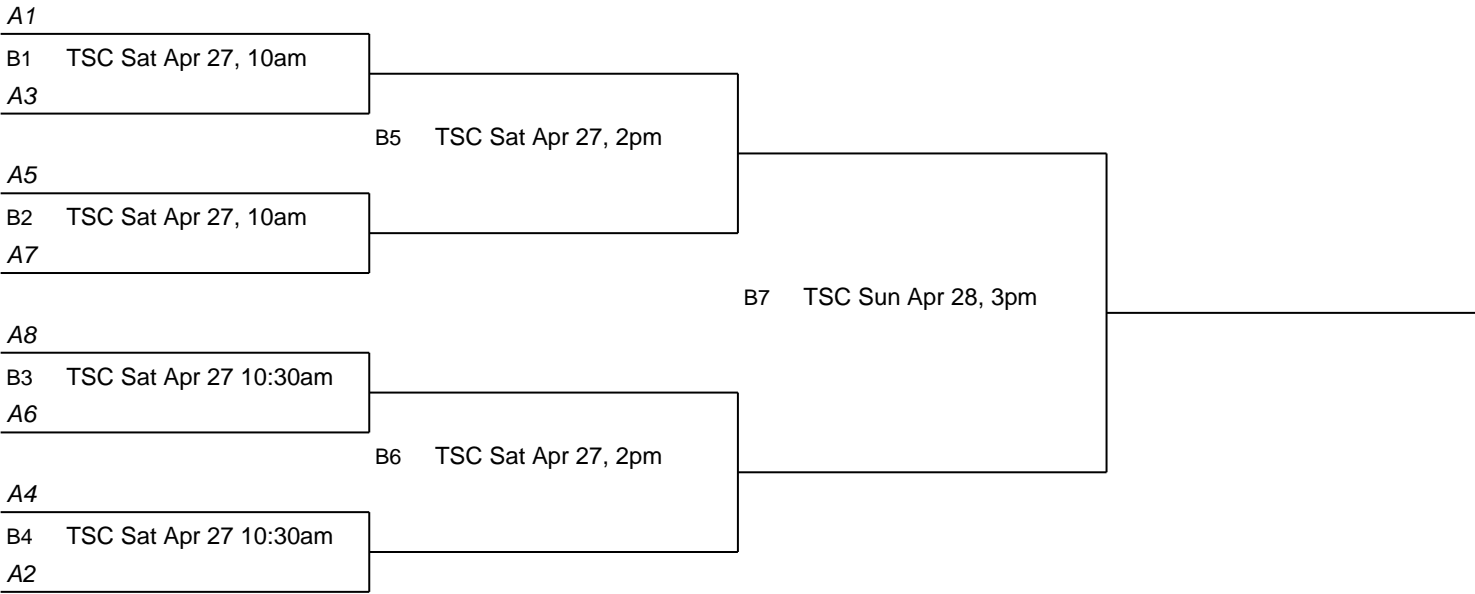 A1
B1 TSC Sat Apr 27, 10am
A3
B5 TSC Sat Apr 27, 2pm
A5
B2 TSC Sat Apr 27, 10am
A7
B7 TSC Sun Apr 28, 3pm
A8
B3 TSC Sat Apr 27 10:30am
A6
B6 TSC Sat Apr 27, 2pm
A4
B4 TSC Sat Apr 27 10:30am
A2